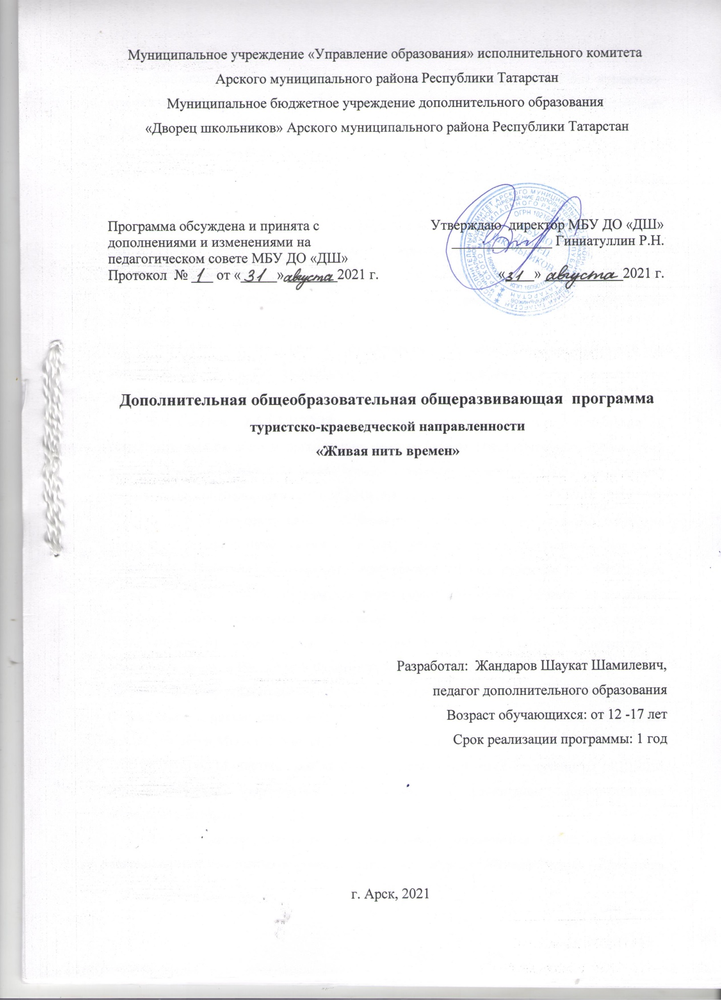 Муниципальное учреждение «Управление образования» исполнительного комитета
Арского муниципального района Республики Татарстан
Муниципальное бюджетное учреждение дополнительного образования
«Дворец школьников» Арского муниципального района Республики Татарстан
Программа обсуждена и принята с
дополнениями и изменениями на
педагогическом совете МБУ ДО «ДШ»
Протокол № 1 от «31» августа 2021 г.
Утверждаю директор МБУ ДО «ДШ»
Гиниатуллин Р.Н.
«31» августа 2021 г.
Дополнительная общеобразовательная общеразвивающая программа
туристско-краеведческой направленности
«Живая нить времен»
Разработал: Жандаров Шаукат Шамилевич,
педагог дополнительного образования
Возраст обучающихся: от 12 -17 лет
Срок реализации программы: 1 год
г. Арск, 2021